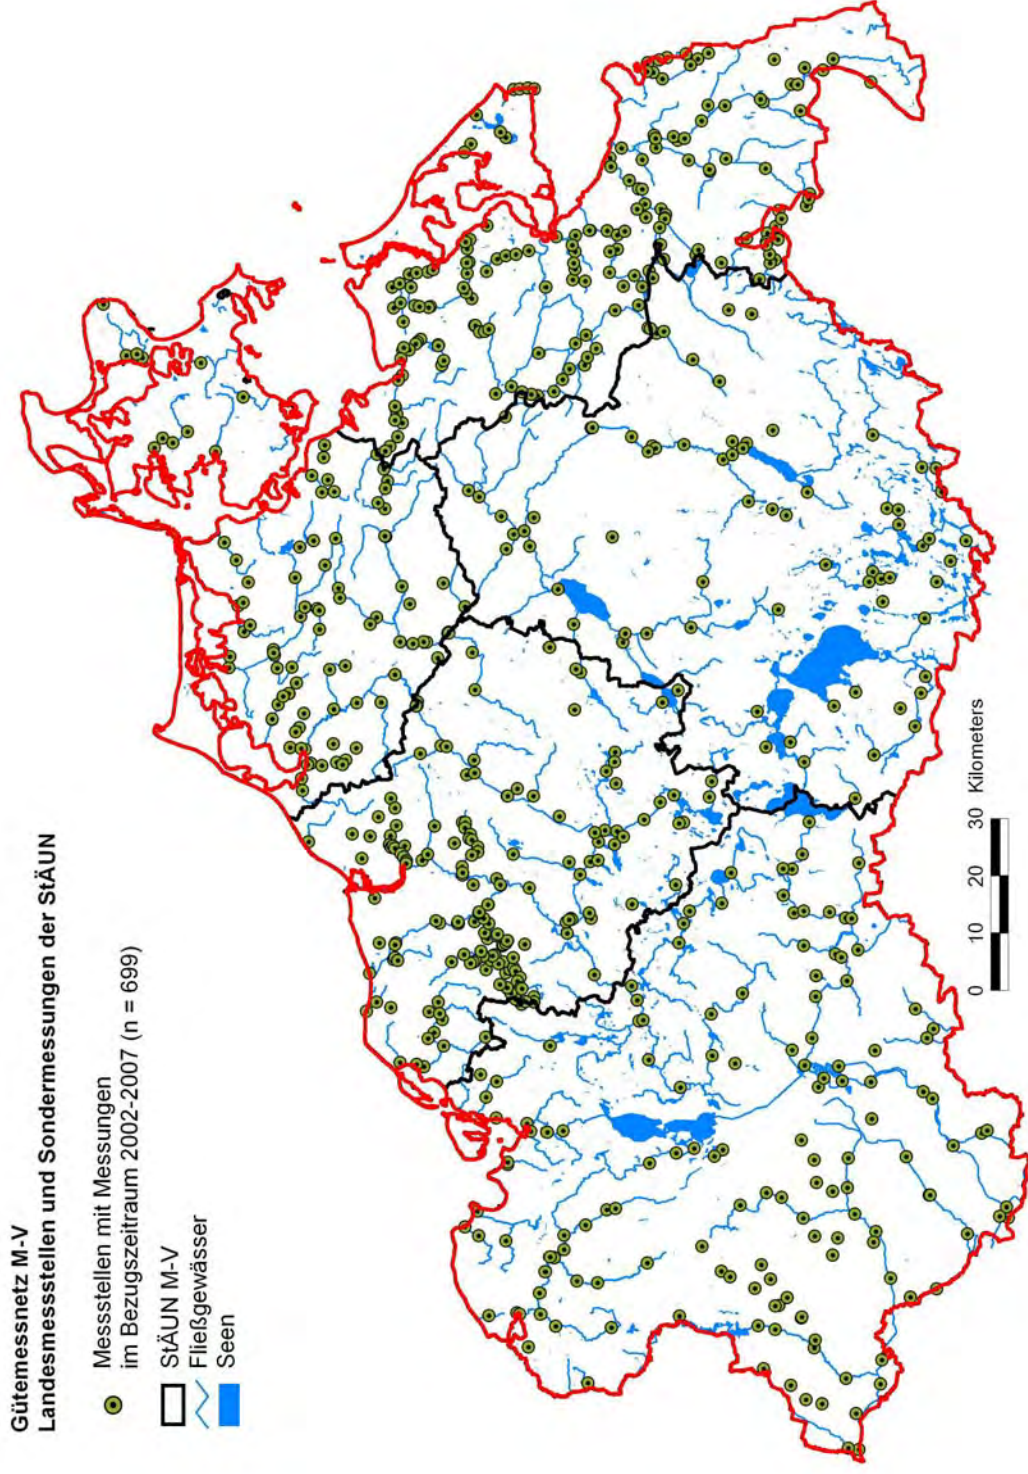 Gütemessnetz M-V
Landesmessstellen und Sondermessungen der StÄUN
Messstellen mit Messungen
im Bezugszeitraum 2002-2007 (n = 699)
StÄUN M-V
Fließgewässer
Seen
0 10 20 30 Kilometers